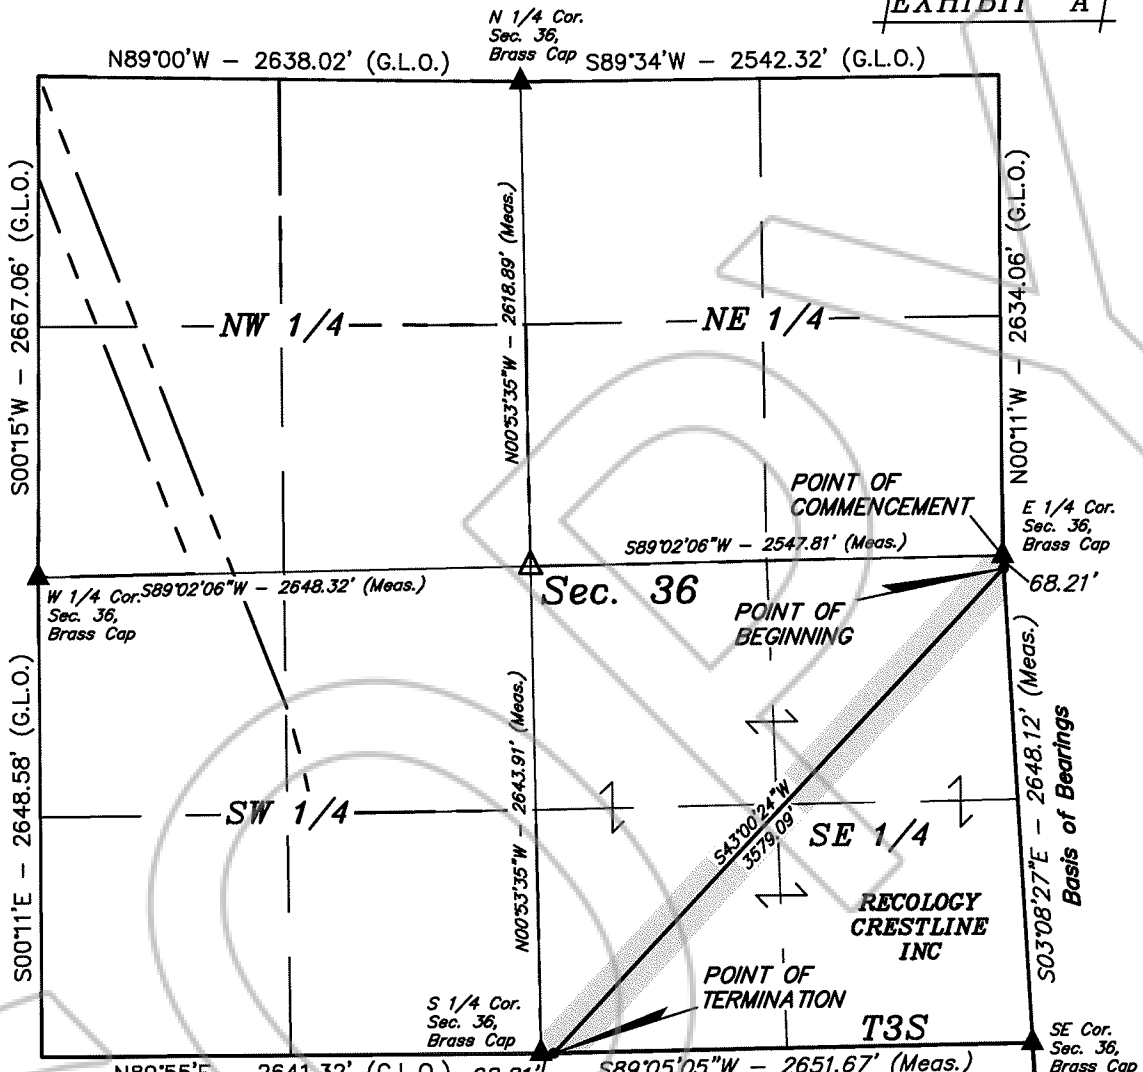 EXHIBIT "A"
N 1/4 Cor.
Sec. 36,
Brass Cap
N89°00'W - 2638.02' (G.L.O.)
S89°34'W - 2542.32' (G.L.O.)
S00°15'W - 2667.06' (G.L.O.)
N00°53'35"W - 2618.89' (Meas.)
N00°11'W - 2634.06' (G.L.O.)
NW 1/4
NE 1/4
POINT OF
COMMENCEMENT
E 1/4 Cor.
Sec. 36,
Brass Cap
S89°02'06"W - 2547.81' (Meas.)
S89°02'06"W - 2648.32' (Meas.)
W 1/4 Cor.
Sec. 36,
Brass Cap
Sec. 36
68.21'
POINT OF
BEGINNING
S00°11'E - 2648.58' (G.L.O.)
N00°53'35"W - 2643.91' (Meas.)
S03°08'27"E - 2648.12' (Meas.)
Basis of Bearings
SW 1/4
S43°00'24"W
3579.09'
SE 1/4
RECOLOGY
CRESTLINE
INC
POINT OF
TERMINATION
S 1/4 Cor.
Sec. 36,
Brass Cap
T3S
SE Cor.
Sec. 36,
Brass Cap
N89°55'E - 2641.32' (G.L.O.)
S89°05'05"W - 2651.67' (Meas.)